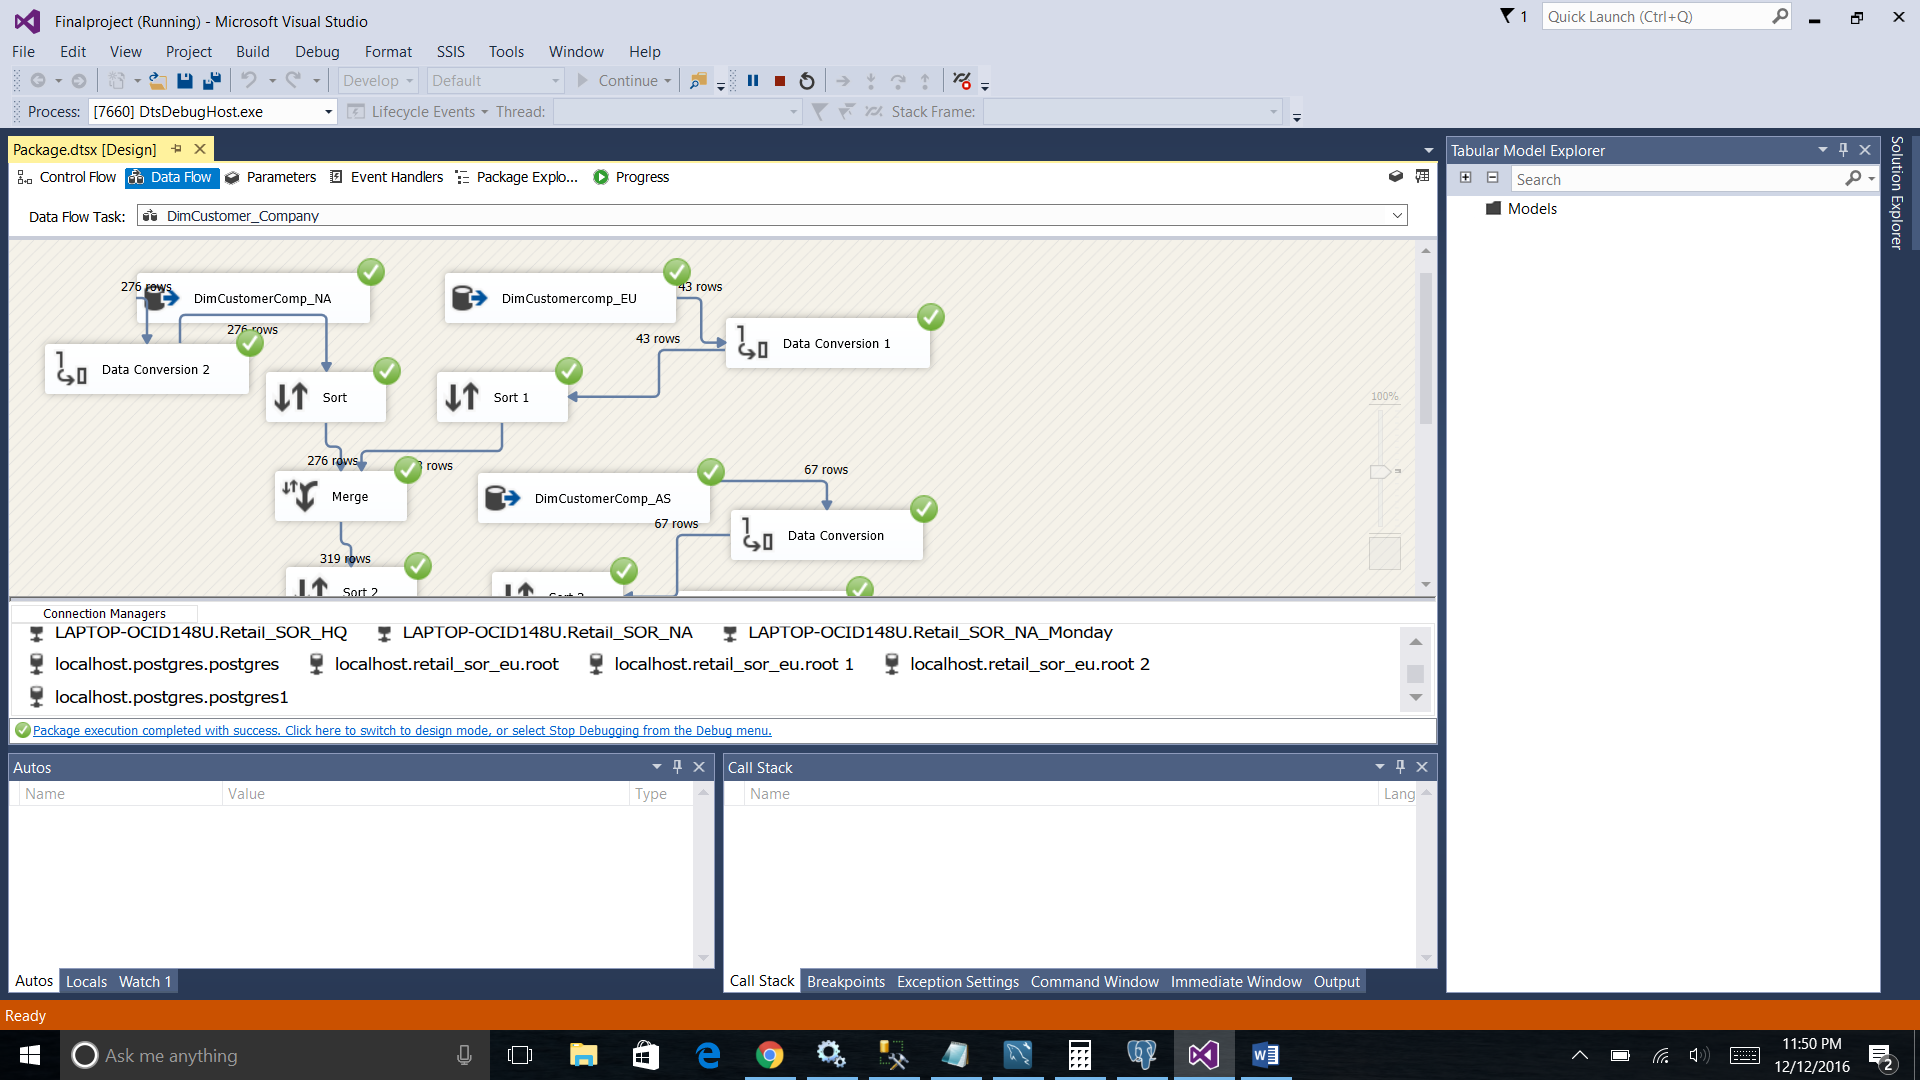 Finalproject (Running) - Microsoft Visual Studio
1
Quick Launch (Ctrl+Q)
File Edit View Project Build Debug Format SSIS Tools Window Help
Develop Default Continue
Process: [7660] DtsDebugHost.exe Lifecycle Events Thread: Stack Frame:
Package.dtsx [Design]
Control Flow Data Flow Parameters Event Handlers Package Explo... Progress
Data Flow Task: DimCustomer_Company
276 rows
DimCustomerComp_NA
DimCustomercomp_EU
43 rows
276 rows
43 rows
Data Conversion 1
Data Conversion 2
Sort
Sort 1
100%
276 rows
rows
Merge
DimCustomerComp_AS
67 rows
67 rows
Data Conversion
319 rows
Sort 2
Connection Managers
LAPTOP-OCID148U.Retail_SOR_HQ LAPTOP-OCID148U.Retail_SOR_NA LAPTOP-OCID148U.Retail_SOR_NA_Monday
localhost.postgres.postgres localhost.retail_sor_eu.root localhost.retail_sor_eu.root 1 localhost.retail_sor_eu.root 2
localhost.postgres.postgres1
Package execution completed with success. Click here to switch to design mode, or select Stop Debugging from the Debug menu.
Autos
Name Value Type
Autos Locals Watch 1
Call Stack
Name Lang
Call Stack Breakpoints Exception Settings Command Window Immediate Window Output
Tabular Model Explorer
Search
Models
Solution Explorer
Ready
Ask me anything
11:50 PM
12/12/2016
2